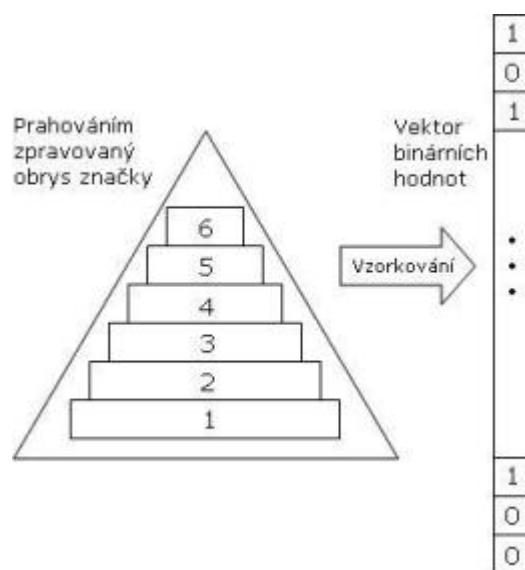 Prahováním
zpravovaný
obrys značky
6
5
4
3
2
1
Vzorkování
Vektor
binárních
hodnot
1
0
1
1
0
0